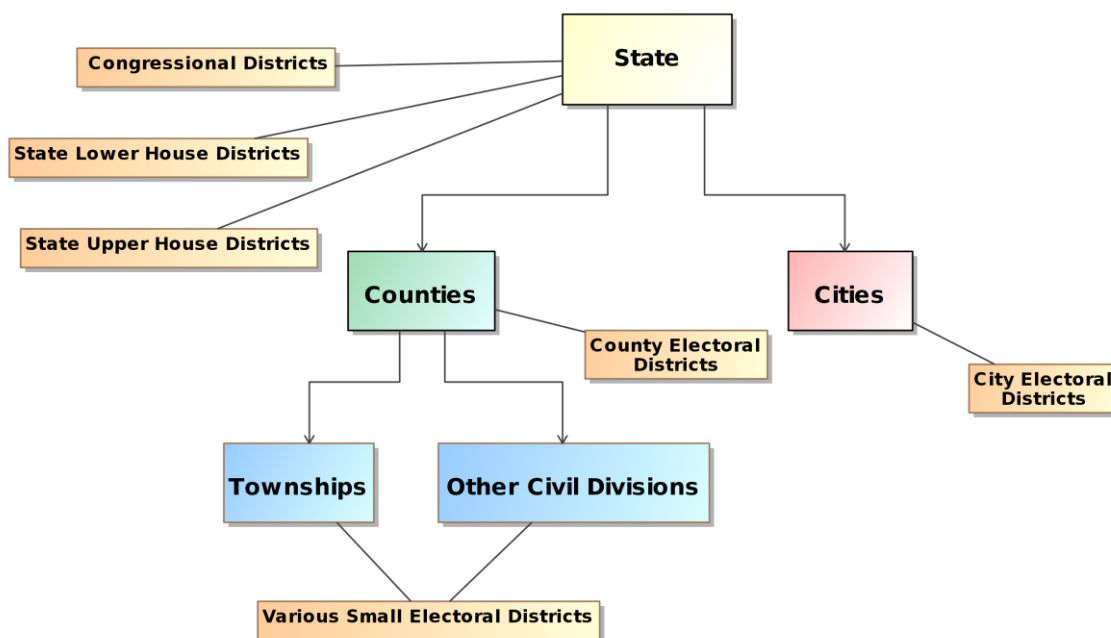 State
Congressional Districts
State Lower House Districts
State Upper House Districts
Counties
Cities
County Electoral
Districts
City Electoral
Districts
Townships
Other Civil Divisions
Various Small Electoral Districts